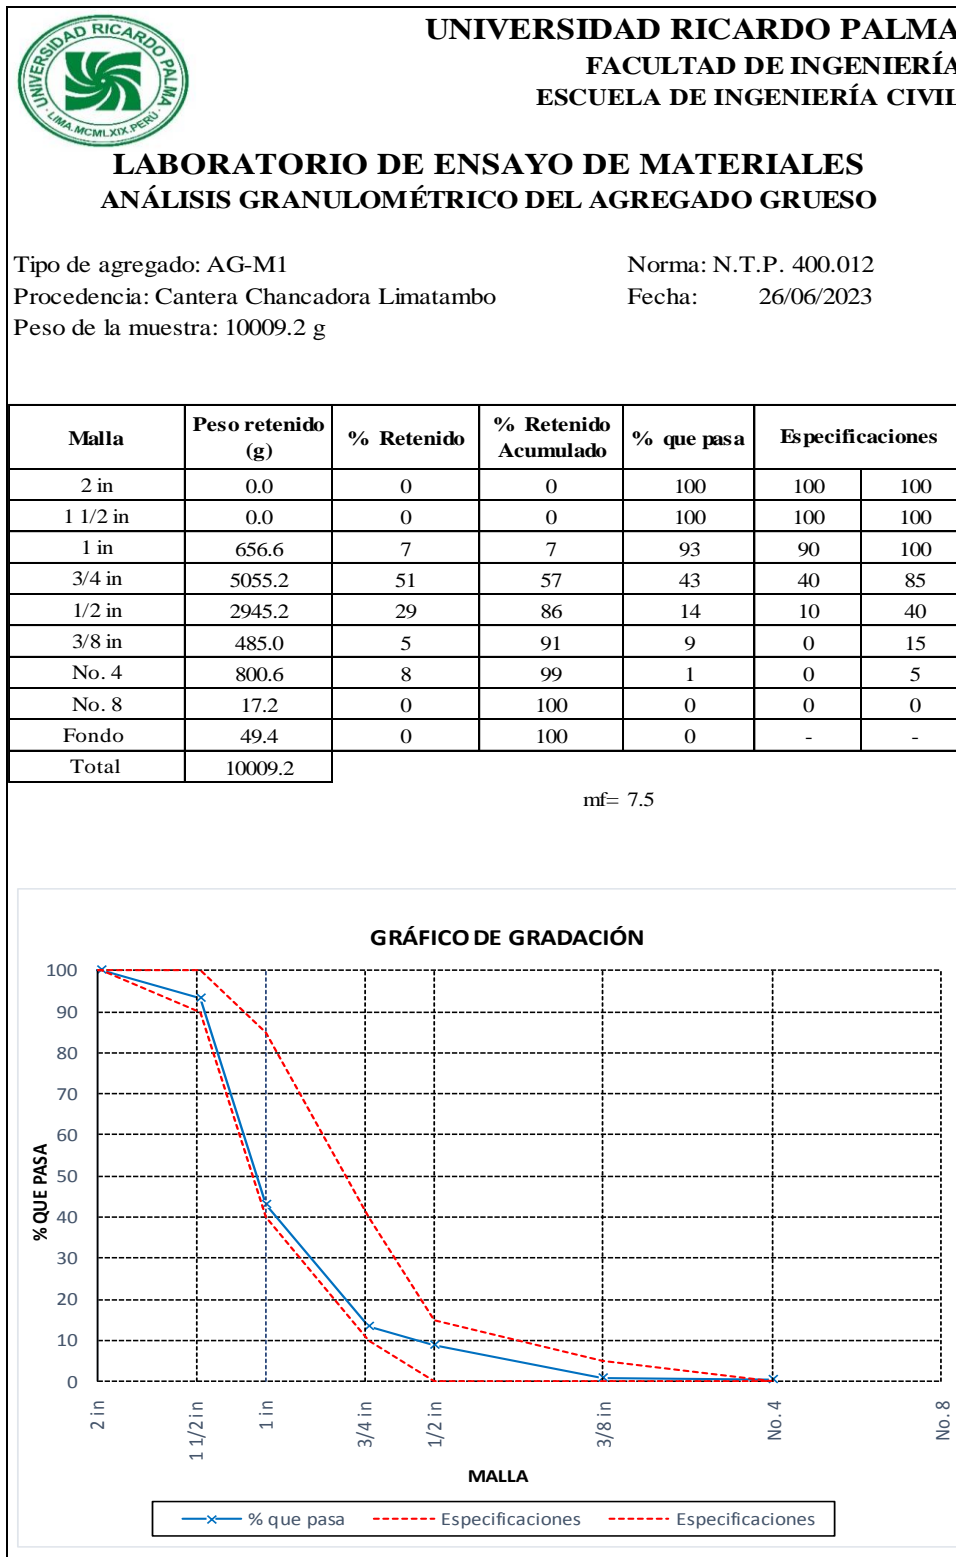 UNIVERSIDAD RICARDO PALMA
FACULTAD DE INGENIERÍA
ESCUELA DE INGENIERÍA CIVIL
UNIVERSIDAD RICARDO PALMA
LIMA.MCMLXIX.PERÚ
LABORATORIO DE ENSAYO DE MATERIALES
ANÁLISIS GRANULOMÉTRICO DEL AGREGADO GRUESO
Tipo de agregado: AG-M1 Norma: N.T.P. 400.012
Procedencia: Cantera Chancadora Limatambo Fecha: 26/06/2023
Peso de la muestra: 10009.2 g
Malla Peso retenido (g) % Retenido % Retenido Acumulado % que pasa Especificaciones
2 in 0.0 0 0 100 100 100
1 1/2 in 0.0 0 0 100 100 100
1 in 656.6 7 7 93 90 100
3/4 in 5055.2 51 57 43 40 85
1/2 in 2945.2 29 86 14 10 40
3/8 in 485.0 5 91 9 0 15
No. 4 800.6 8 99 1 0 5
No. 8 17.2 0 100 0 0 0
Fondo 49.4 0 100 0 - -
Total 10009.2
mf= 7.5
GRÁFICO DE GRADACIÓN
% QUE PASA
100
90
80
70
60
50
40
30
20
10
0
2 in 1 1/2 in 1 in 3/4 in 1/2 in 3/8 in No. 4 No. 8
MALLA
% que pasa Especificaciones Especificaciones